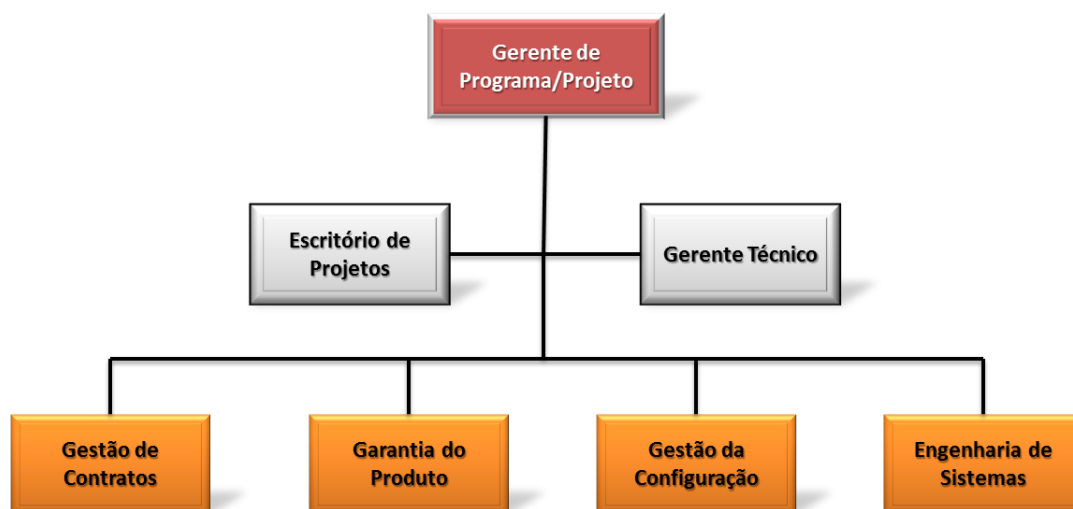 Gerente de
Programa/Projeto
Escritório de
Projetos
Gerente Técnico
Gestão de
Contratos
Garantia do
Produto
Gestão da
Configuração
Engenharia de
Sistemas